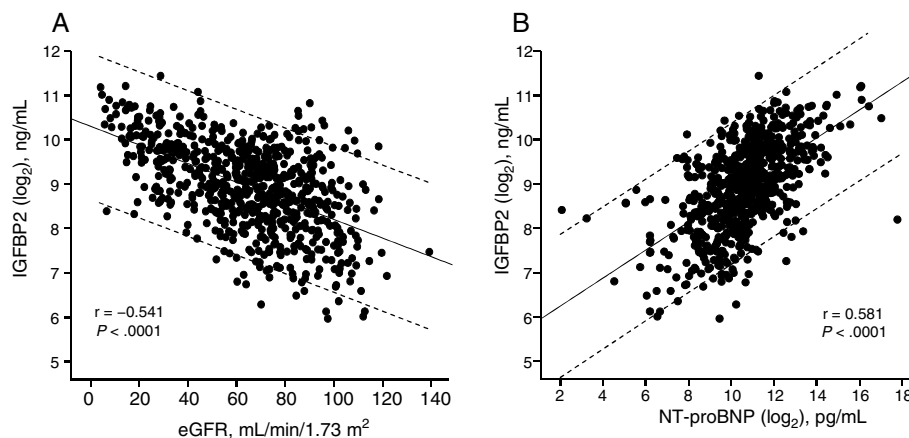 A
IGFBP2 (log₂), ng/mL
12
11
10
9
8
7
6
5
r = −0.541
P < .0001
0 20 40 60 80 100 120 140
eGFR, mL/min/1.73 m²
B
IGFBP2 (log₂), ng/mL
12
11
10
9
8
7
6
5
r = 0.581
P < .0001
2 4 6 8 10 12 14 16 18
NT-proBNP (log₂), pg/mL